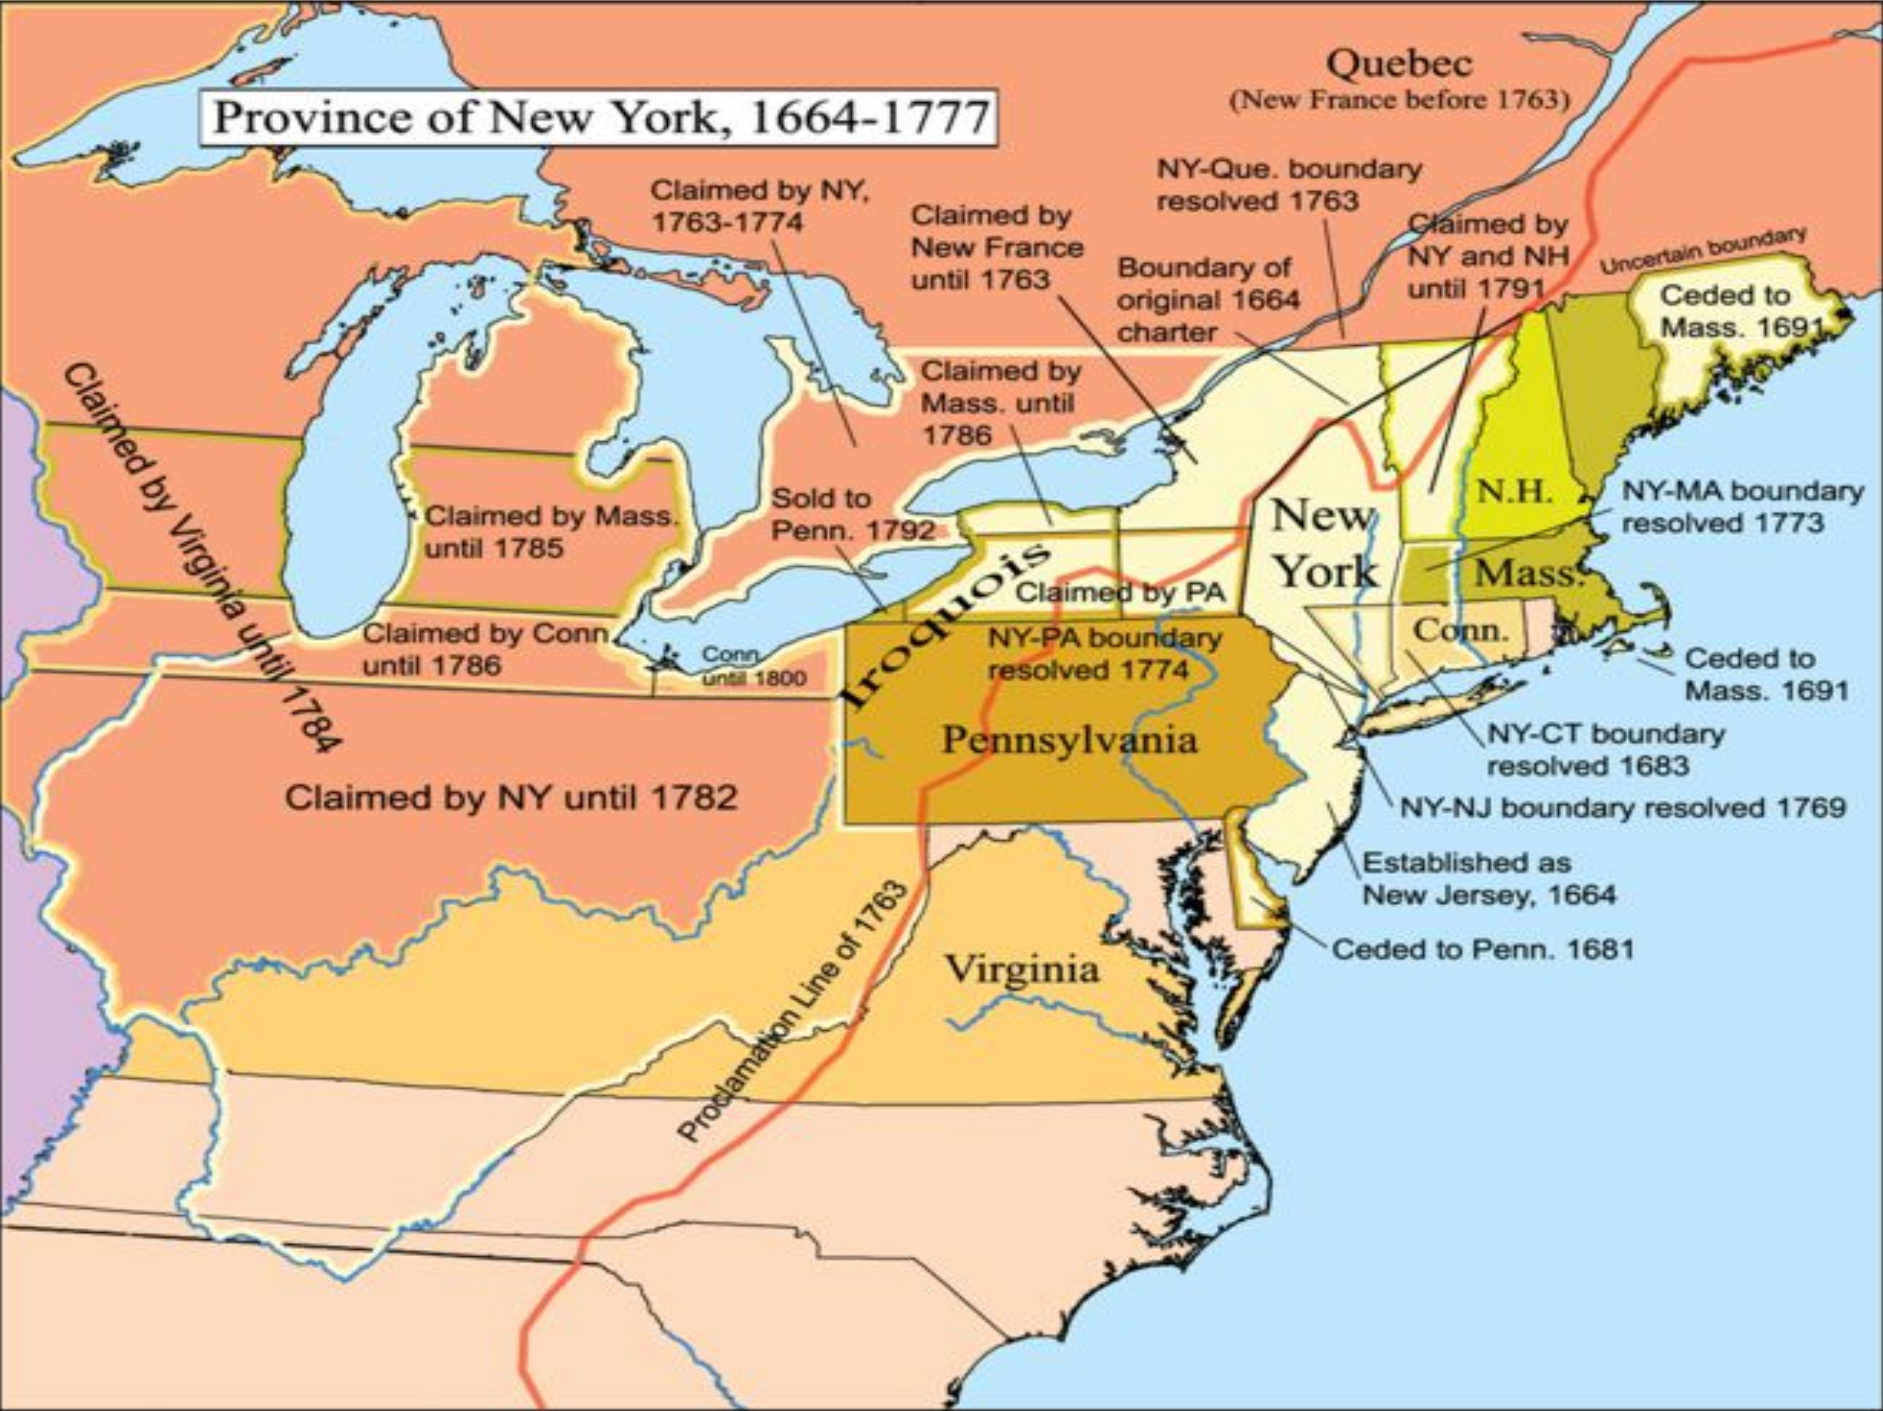 Province of New York, 1664-1777
Quebec
(New France before 1763)
NY-Que. boundary
resolved 1763
Claimed by NY,
1763-1774
Claimed by
New France
until 1763
Claimed by
NY and NH
until 1791
Uncertain boundary
Boundary of
original 1664
charter
Ceded to
Mass. 1691
Claimed by
Mass. until
1786
Claimed by Virginia until 1784
Claimed by Mass.
until 1785
Sold to
Penn. 1792
New
York
N.H.
NY-MA boundary
resolved 1773
Mass.
Iroquois
Claimed by PA
Claimed by Conn.
until 1786
Conn.
until 1800
NY-PA boundary
resolved 1774
Conn.
Ceded to
Mass. 1691
Pennsylvania
NY-CT boundary
resolved 1683
Claimed by NY until 1782
NY-NJ boundary resolved 1769
Established as
New Jersey, 1664
Ceded to Penn. 1681
Virginia
Proclamation Line of 1763